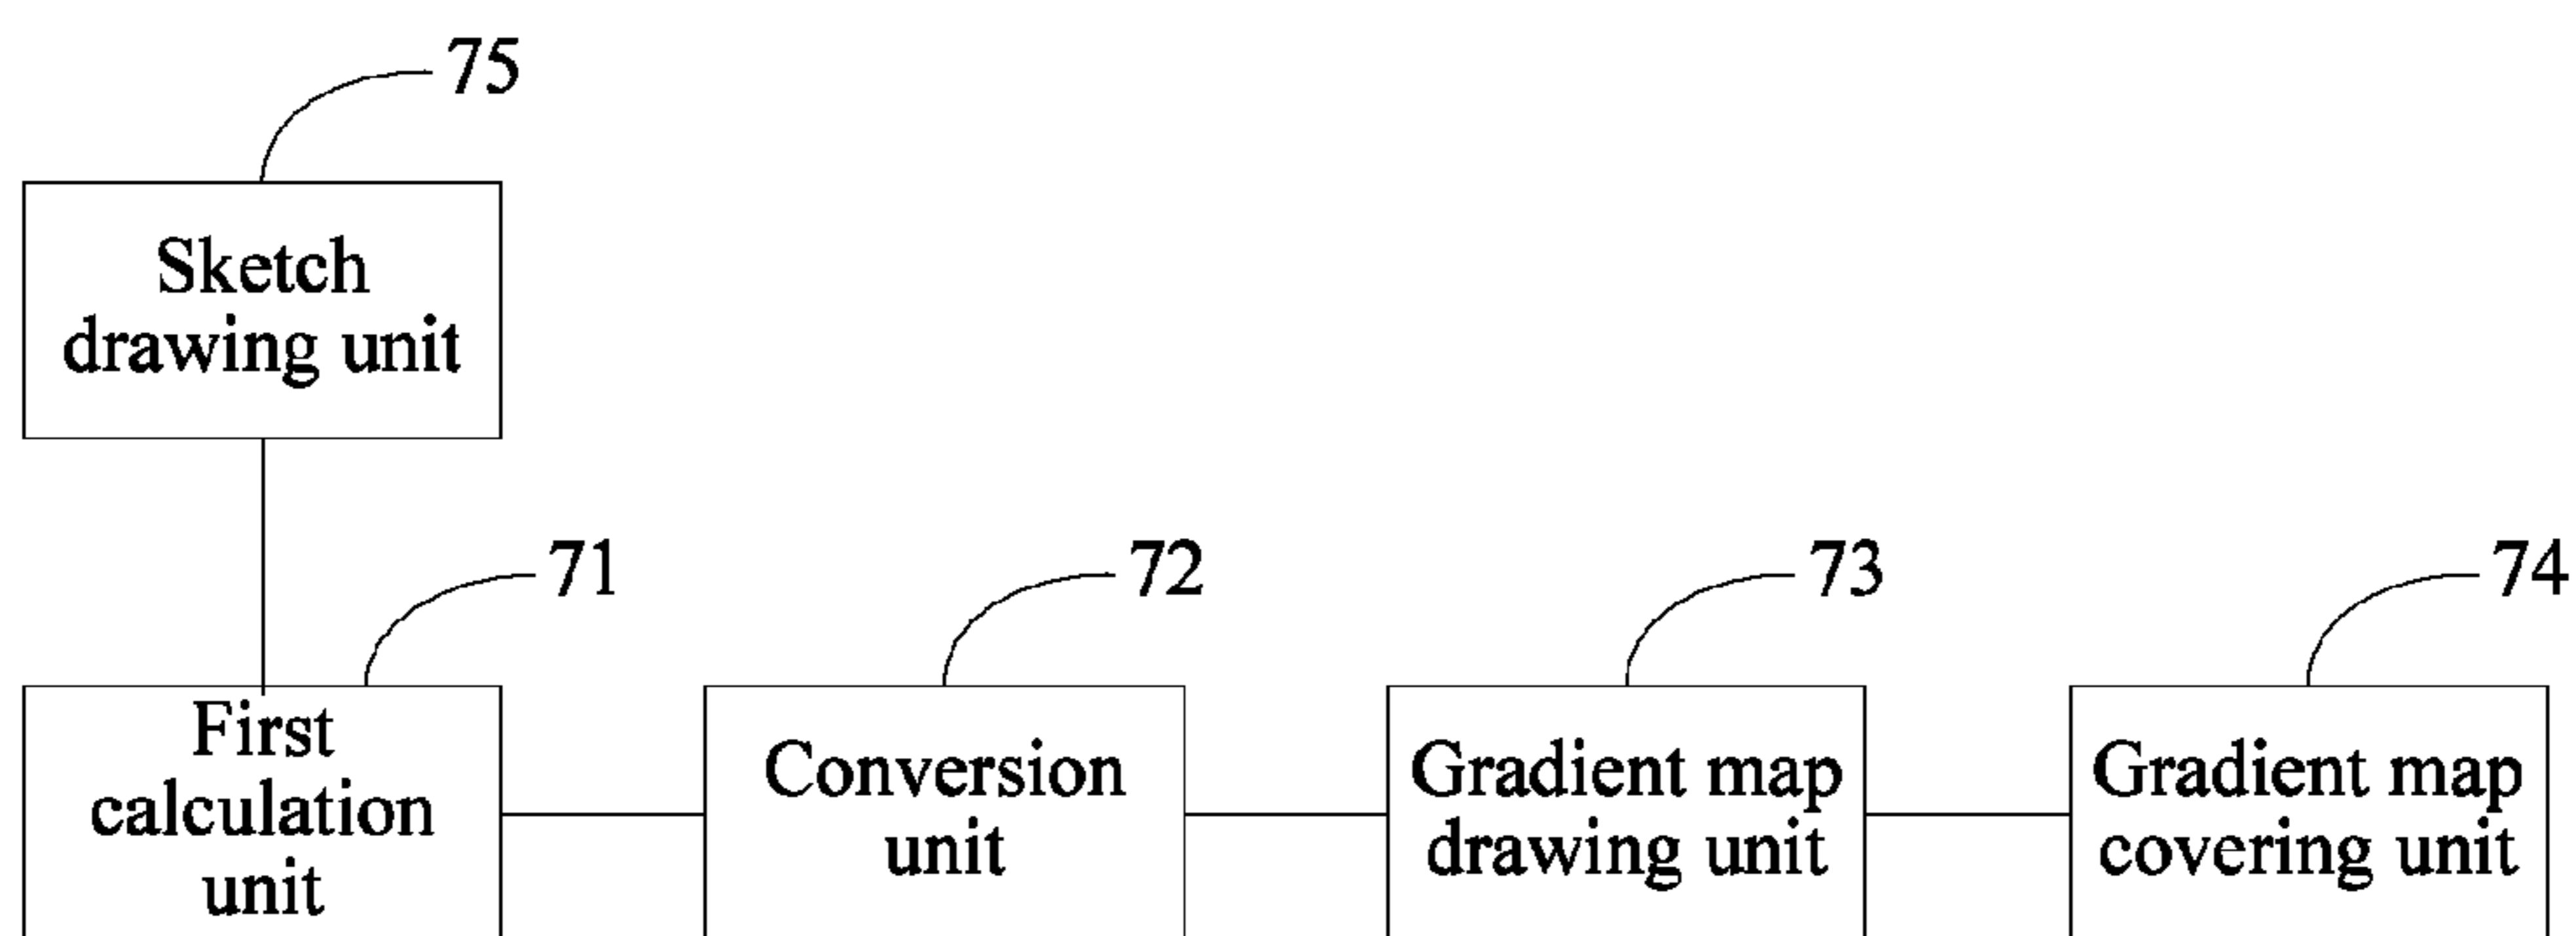 75
Sketch
drawing unit
71
72
73
74
First
calculation
unit
Conversion
unit
Gradient map
drawing unit
Gradient map
covering unit